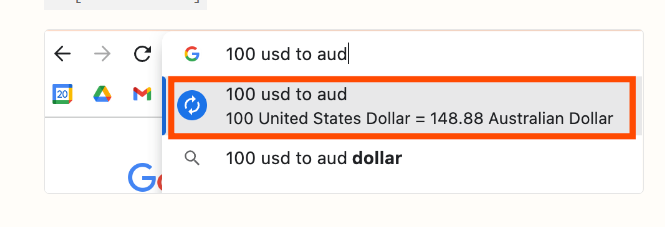 100 usd to aud
20
100 usd to aud
100 United States Dollar = 148.88 Australian Dollar
100 usd to aud dollar